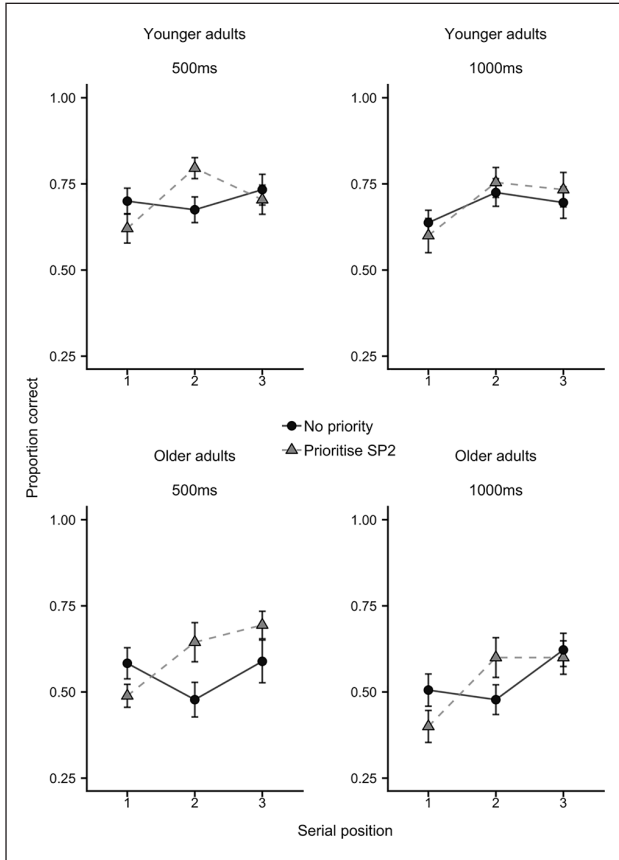 Younger adults
500ms
1.00
0.75
0.50
0.25
1 2 3
Younger adults
1000ms
1.00
0.75
0.50
0.25
1 2 3
Proportion correct
No priority
Prioritise SP2
Older adults
500ms
1.00
0.75
0.50
0.25
1 2 3
Older adults
1000ms
1.00
0.75
0.50
0.25
1 2 3
Serial position